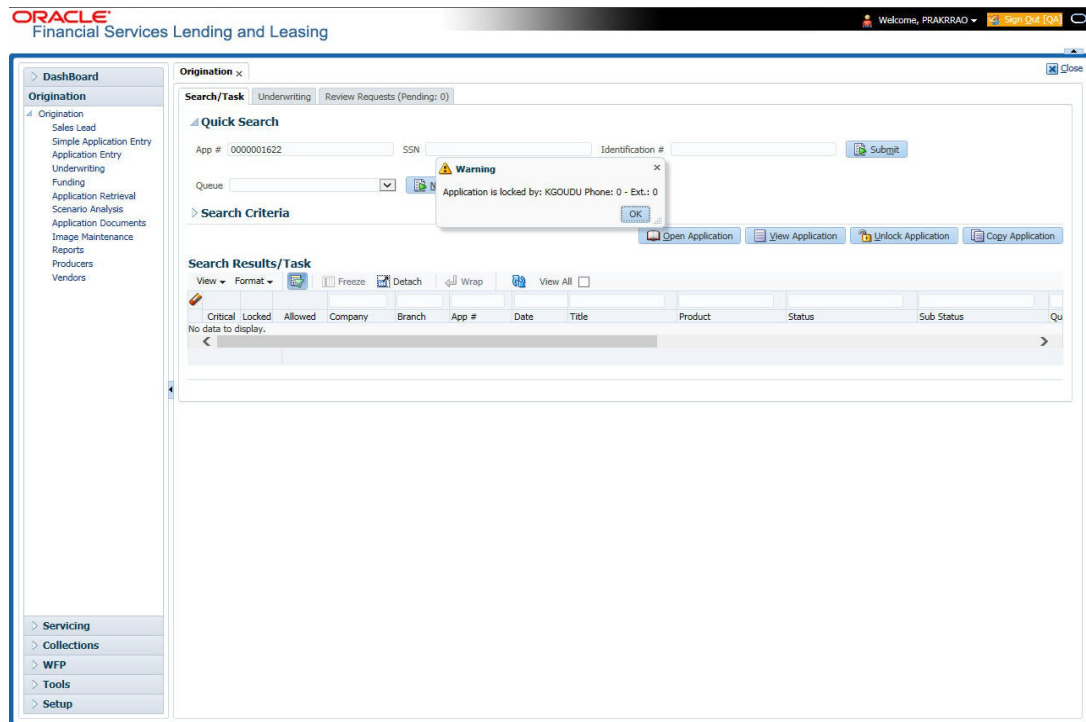 ORACLE
Financial Services Lending and Leasing
Welcome, PRAKRRAO
Sign Out [QA]
Close
DashBoard
Origination
Origination
Sales Lead
Simple Application Entry
Application Entry
Underwriting
Funding
Application Retrieval
Scenario Analysis
Application Documents
Image Maintenance
Reports
Producers
Vendors
Servicing
Collections
WFP
Tools
Setup
Origination
Search/Task Underwriting Review Requests (Pending: 0)
Quick Search
App # 0000001622 SSN Identification # Submit
Queue N
Warning
Application is locked by: KGOUDU Phone: 0 - Ext.: 0
OK
Search Criteria
Open Application View Application Unlock Application Copy Application
Search Results/Task
View Format Freeze Detach Wrap View All
Critical Locked Allowed Company Branch App # Date Title Product Status Sub Status Qu
No data to display.